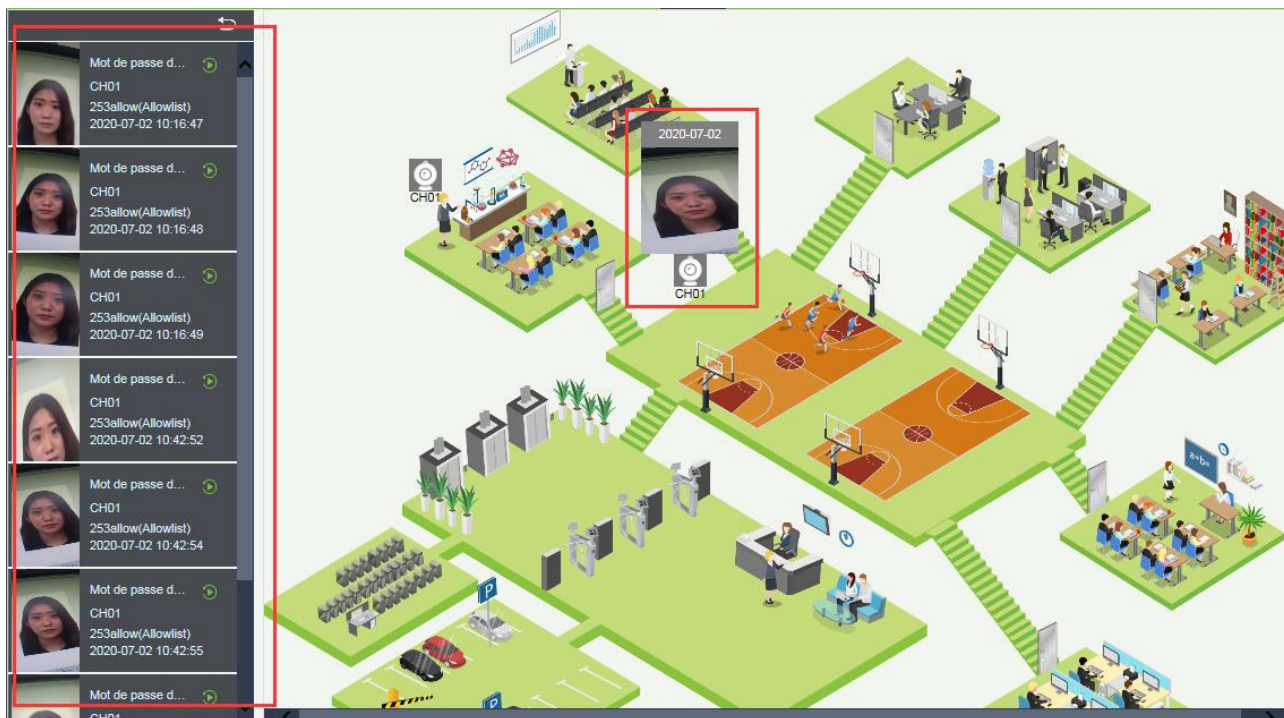 Mot de passe d...
CH01
253allow(Allowlist)
2020-07-02 10:16:47
Mot de passe d...
CH01
253allow(Allowlist)
2020-07-02 10:16:48
Mot de passe d...
CH01
253allow(Allowlist)
2020-07-02 10:16:49
Mot de passe d...
CH01
253allow(Allowlist)
2020-07-02 10:42:52
Mot de passe d...
CH01
253allow(Allowlist)
2020-07-02 10:42:54
Mot de passe d...
CH01
253allow(Allowlist)
2020-07-02 10:42:55
Mot de passe d...
CH01
CH01
2020-07-02
CH01
a+b=
P
P